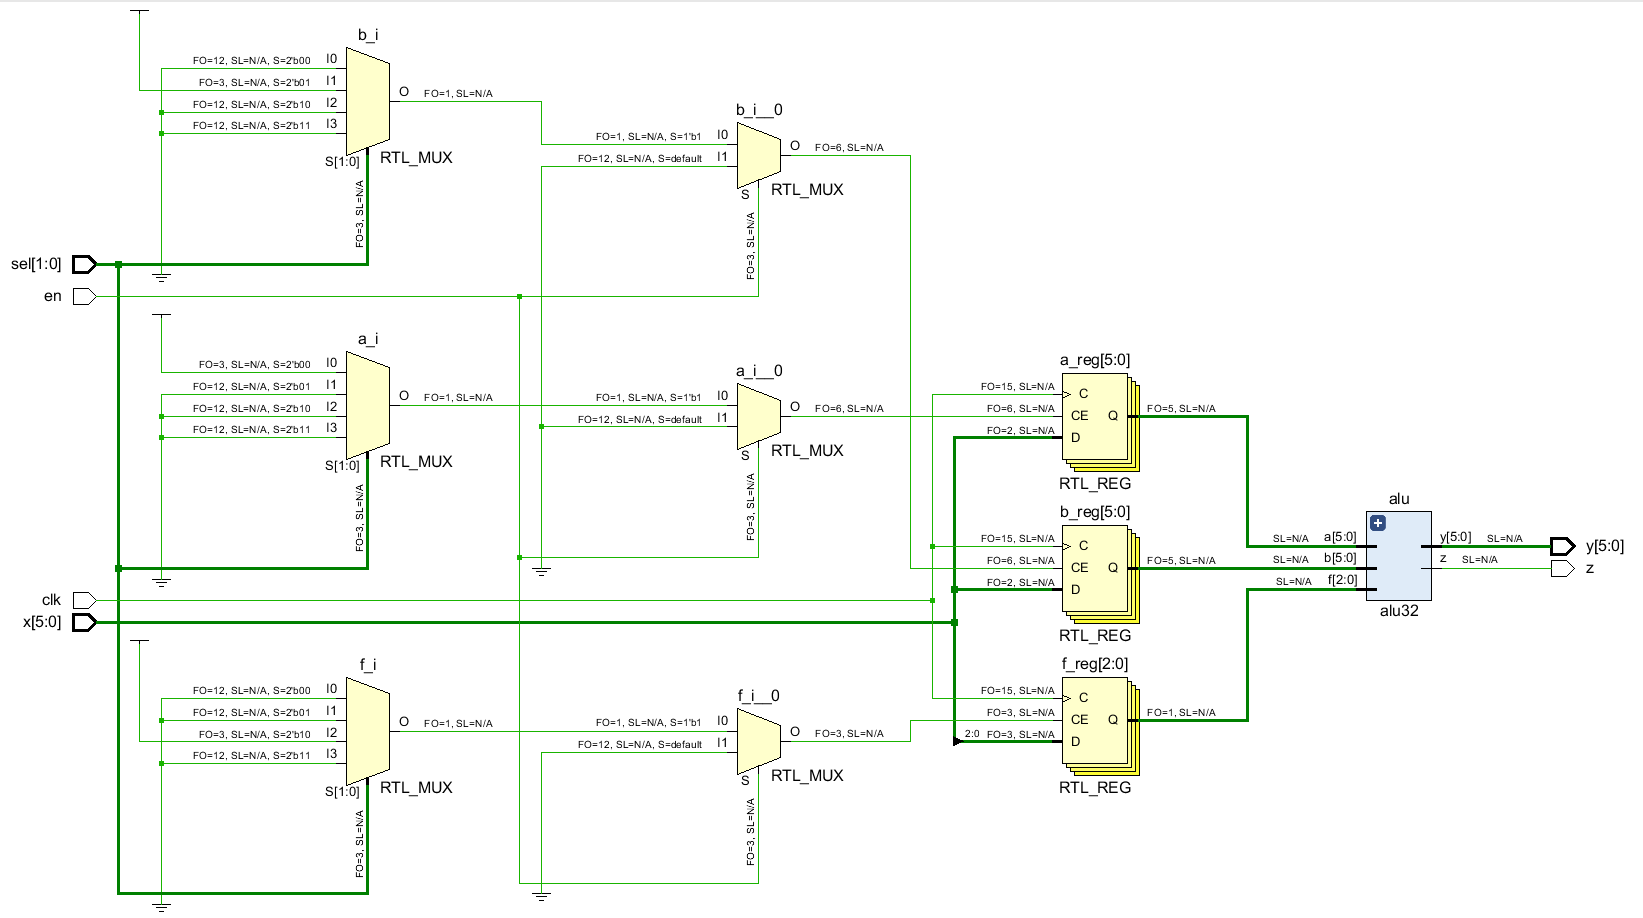 b_i
FO=12, SL=N/A, S=2'b00 I0
FO=3, SL=N/A, S=2'b01 I1
FO=12, SL=N/A, S=2'b10 I2
FO=12, SL=N/A, S=2'b11 I3
O FO=1, SL=N/A
S[1:0] RTL_MUX
FO=3, SL=N/A
b_i__0
FO=1, SL=N/A, S=1'b1 I0
FO=12, SL=N/A, S=default I1
O FO=6, SL=N/A
S RTL_MUX
FO=3, SL=N/A
sel[1:0]
en
a_i
FO=3, SL=N/A, S=2'b00 I0
FO=12, SL=N/A, S=2'b01 I1
FO=12, SL=N/A, S=2'b10 I2
FO=12, SL=N/A, S=2'b11 I3
O FO=1, SL=N/A
S[1:0] RTL_MUX
FO=3, SL=N/A
a_i__0
FO=1, SL=N/A, S=1'b1 I0
FO=12, SL=N/A, S=default I1
O FO=6, SL=N/A
S RTL_MUX
FO=3, SL=N/A
clk
x[5:0]
f_i
FO=12, SL=N/A, S=2'b00 I0
FO=12, SL=N/A, S=2'b01 I1
FO=3, SL=N/A, S=2'b10 I2
FO=12, SL=N/A, S=2'b11 I3
O FO=1, SL=N/A
S[1:0] RTL_MUX
FO=3, SL=N/A
f_i__0
FO=1, SL=N/A, S=1'b1 I0
FO=12, SL=N/A, S=default I1
O FO=3, SL=N/A
S RTL_MUX
FO=3, SL=N/A
a_reg[5:0]
FO=15, SL=N/A C
FO=6, SL=N/A CE Q FO=5, SL=N/A
FO=2, SL=N/A D
RTL_REG
b_reg[5:0]
FO=15, SL=N/A C
FO=6, SL=N/A CE Q FO=5, SL=N/A
FO=2, SL=N/A D
RTL_REG
f_reg[2:0]
FO=15, SL=N/A C
FO=3, SL=N/A CE Q FO=1, SL=N/A
2:0 FO=3, SL=N/A D
RTL_REG
alu
SL=N/A a[5:0] y[5:0] SL=N/A y[5:0]
SL=N/A b[5:0] z SL=N/A z
SL=N/A f[2:0]
alu32